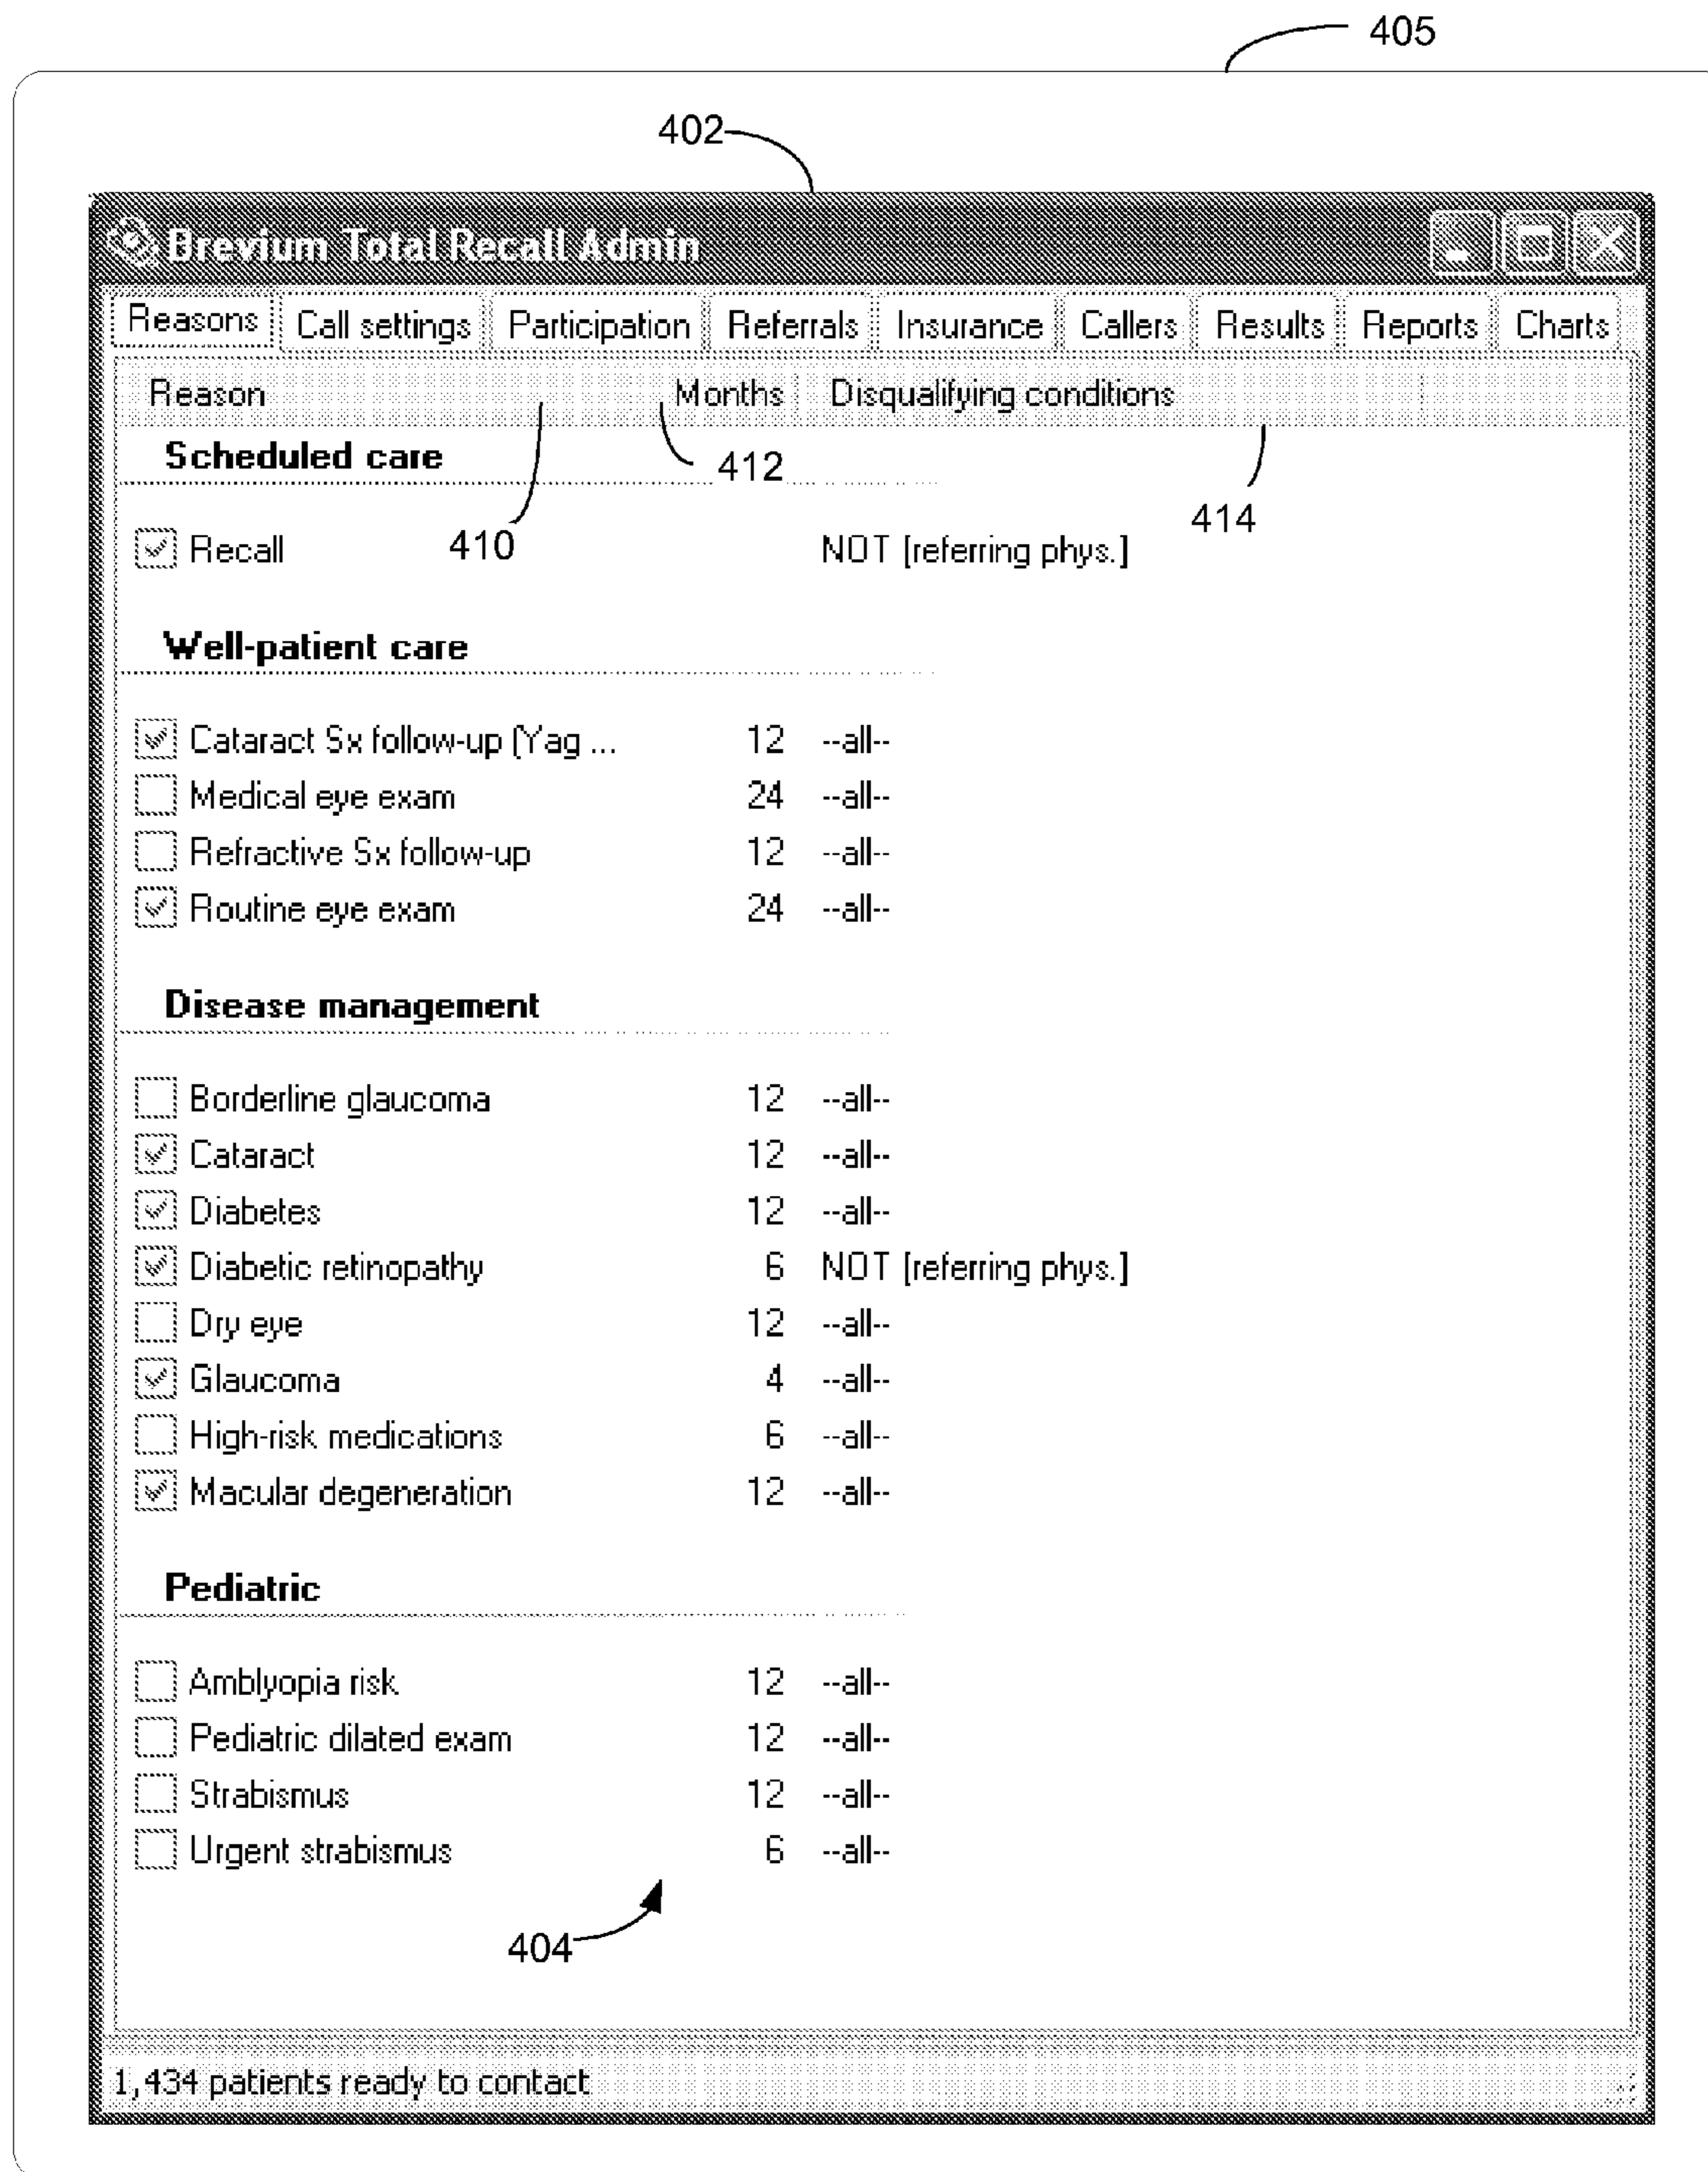 405
402
Brevium Total Recall Admin
Reasons Call settings Participation Referrals Insurance Callers Results Reports Charts
Reason Months Disqualifying conditions
Scheduled care
412
414
Recall 410 NOT [referring phys.]
Well-patient care
Cataract Sx follow-up (Yag ... 12 --all--
Medical eye exam 24 --all--
Refractive Sx follow-up 12 --all--
Routine eye exam 24 --all--
Disease management
Borderline glaucoma 12 --all--
Cataract 12 --all--
Diabetes 12 --all--
Diabetic retinopathy 6 NOT [referring phys.]
Dry eye 12 --all--
Glaucoma 4 --all--
High-risk medications 6 --all--
Macular degeneration 12 --all--
Pediatric
Amblyopia risk 12 --all--
Pediatric dilated exam 12 --all--
Strabismus 12 --all--
Urgent strabismus 6 --all--
404
1,434 patients ready to contact